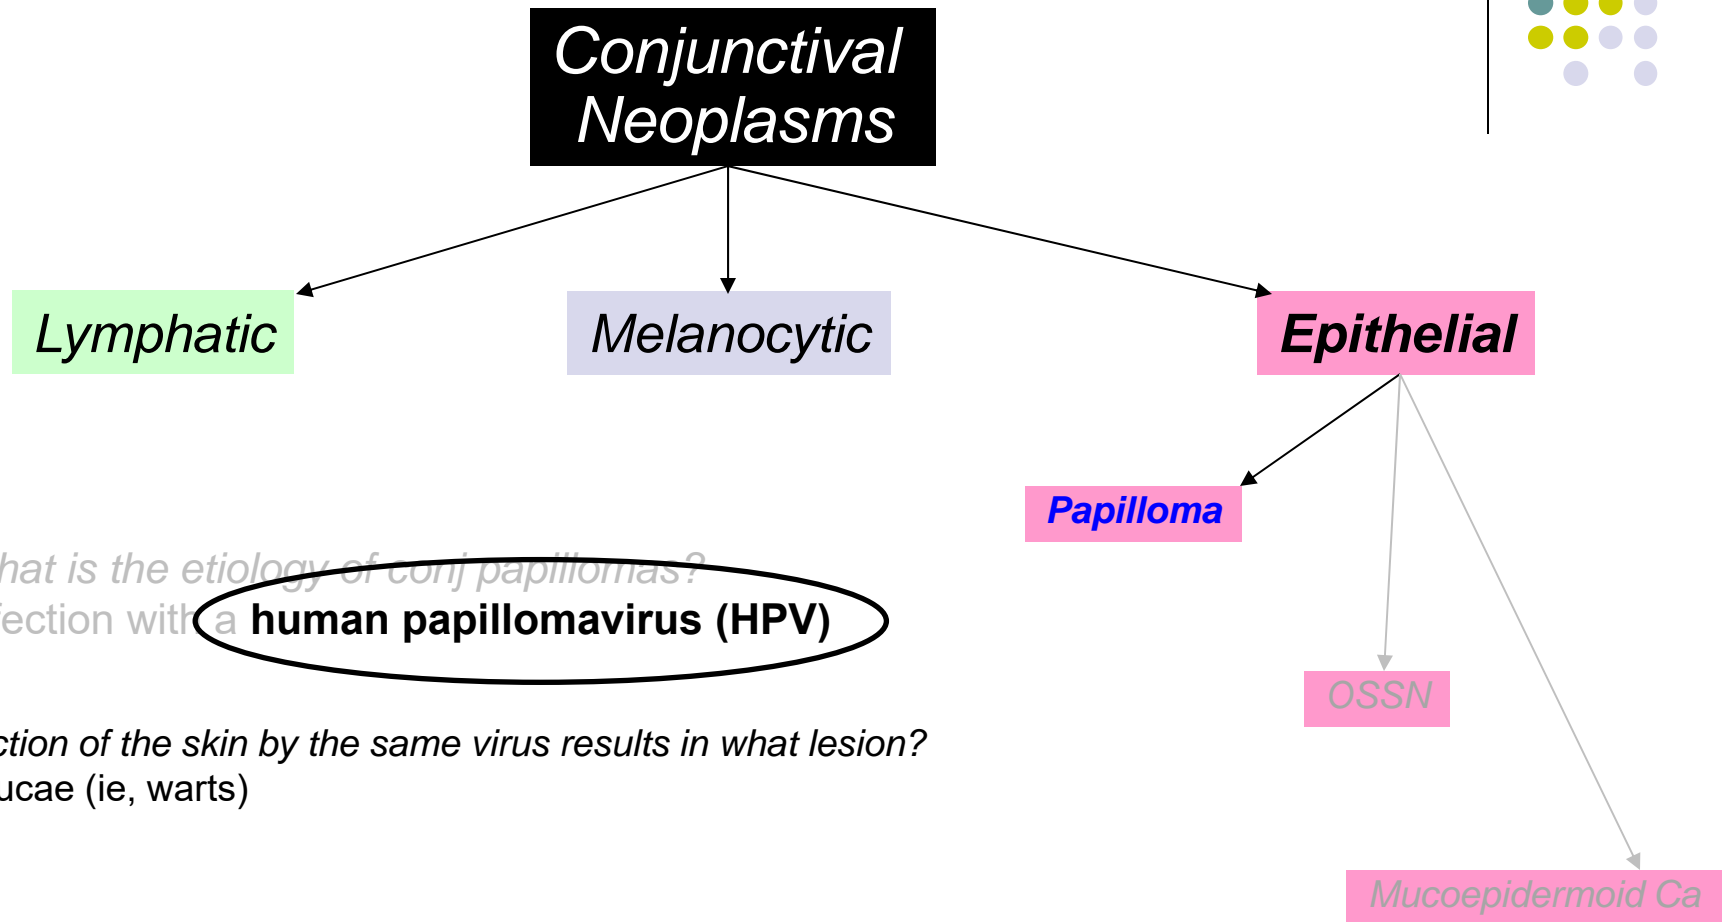 Conjunctival
Neoplasms
Lymphatic
Melanocytic
Epithelial
Papilloma
hat is the etiology of conj papillomas?
fection with a human papillomavirus (HPV)
OSSN
ction of the skin by the same virus results in what lesion?
ucae (ie, warts)
Mucoepidermoid Ca